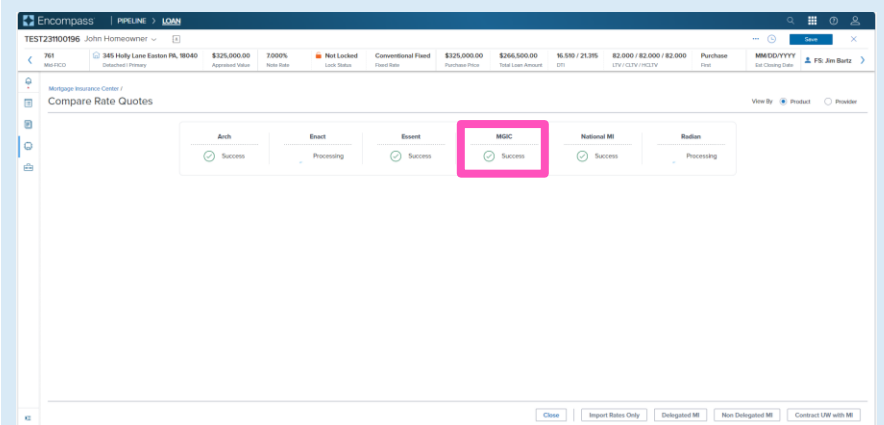 Encompass | PIPELINE > LOAN
TEST231100196 John Homeowner Save
761 345 Holly Lane Easton PA, 18040 $325,000.00 7.000% Not Locked Conventional Fixed $325,000.00 $266,500.00 16.510 / 21.315 82.000 / 82.000 / 82.000 Purchase MM/DD/YYYY FS: Jim Bartz
Mid-FICO Detached | Primary Appraised Value Note Rate Lock Status Fixed Rate Purchase Price Total Loan Amount DTI LTV / CLTV / HCLTV First Est Closing Date
Mortgage Insurance Center /
Compare Rate Quotes View By Product Provider
Arch Enact Essent MGIC National MI Radian
Success Processing Success Success Success Processing
Close Import Rates Only Delegated MI Non Delegated MI Contract UW with MI